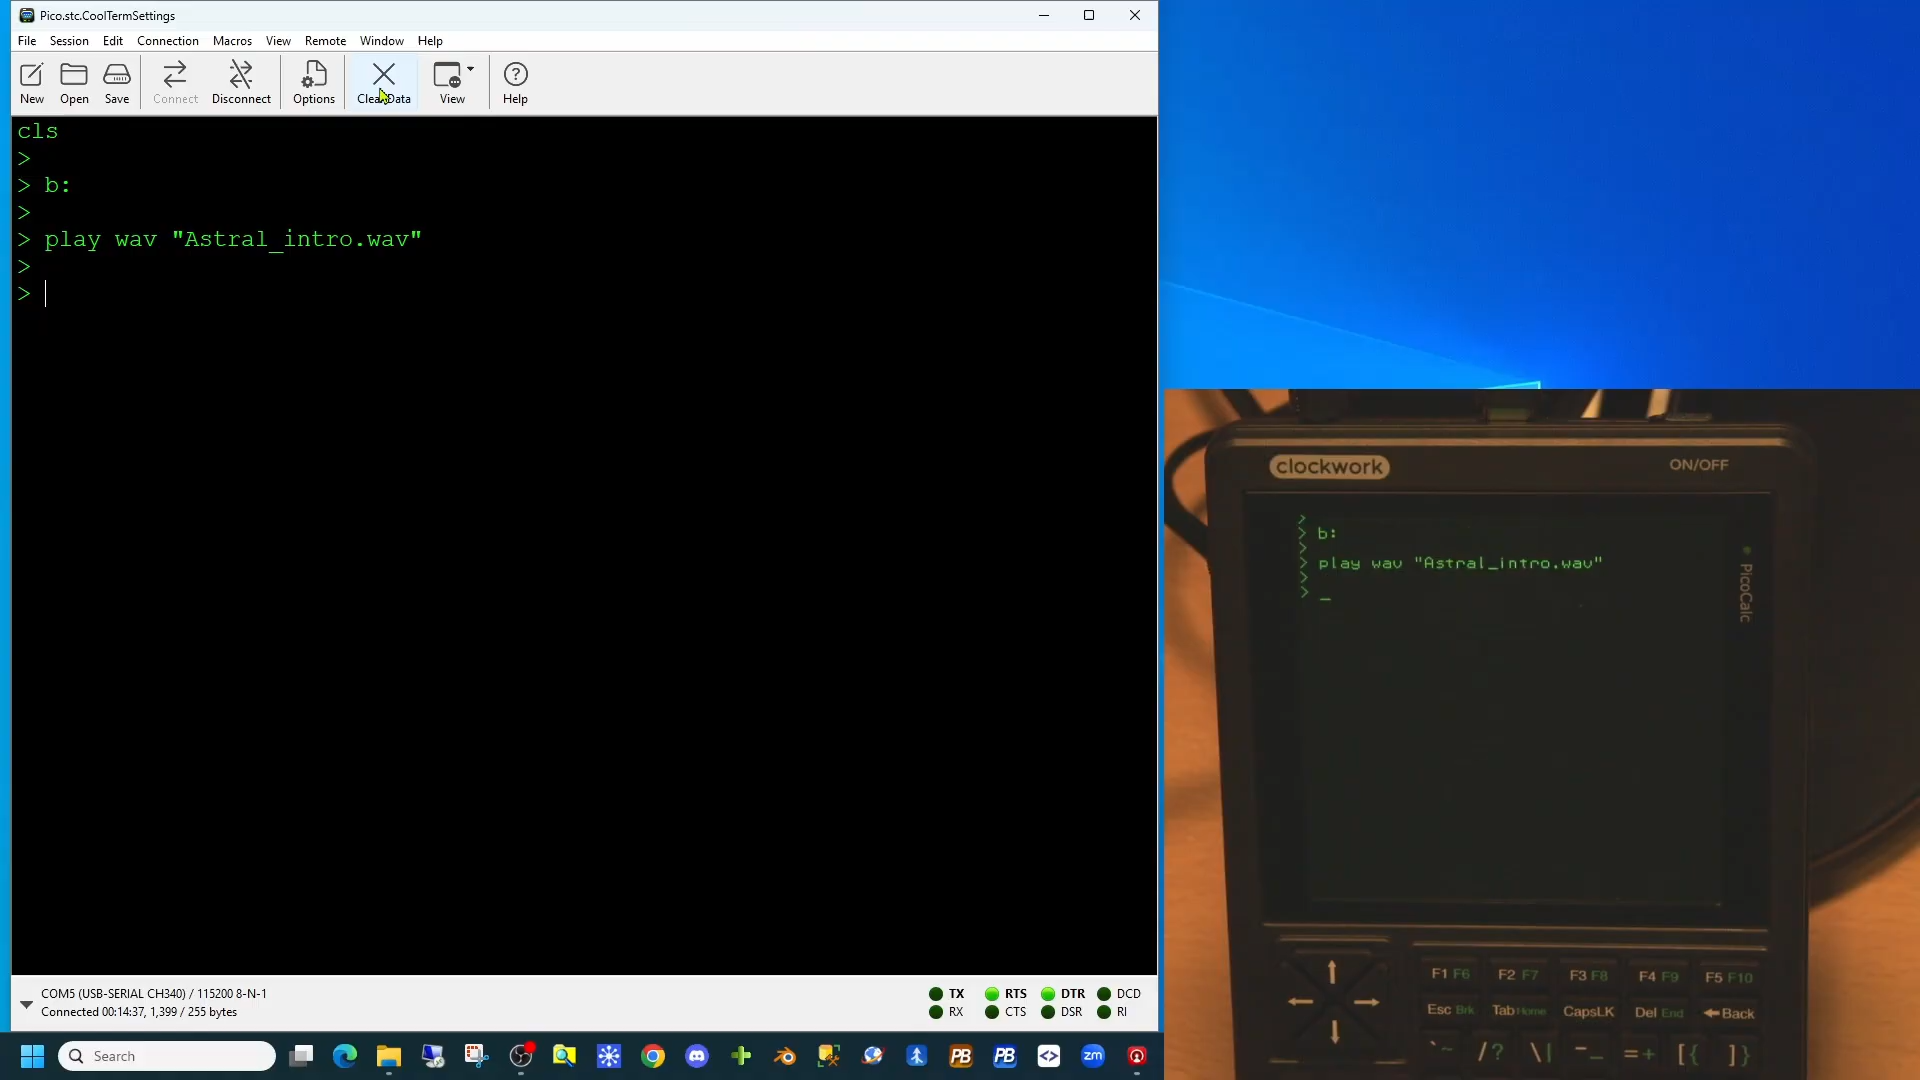 Pico.stc.CoolTermSettings
File Session Edit Connection Macros View Remote Window Help
New Open Save Connect Disconnect Options Clear Data View Help
cls
>
> b:
>
> play wav "Astral_intro.wav"
>
>
clockwork ON/OFF
>
> b:
>
> play wav "Astral_intro.wav"
>
> _
PicoCalc
F1 F6 F2 F7 F3 F8 F4 F9 F5 F10
Esc Brk Tab Home CapsLK Del End Back
` ~ / ? \ | - _ = + [ { ] }
COM5 (USB-SERIAL CH340) / 115200 8-N-1
Connected 00:14:37, 1,399 / 255 bytes
TX RTS DTR DCD
RX CTS DSR RI
Search
PB PB zm